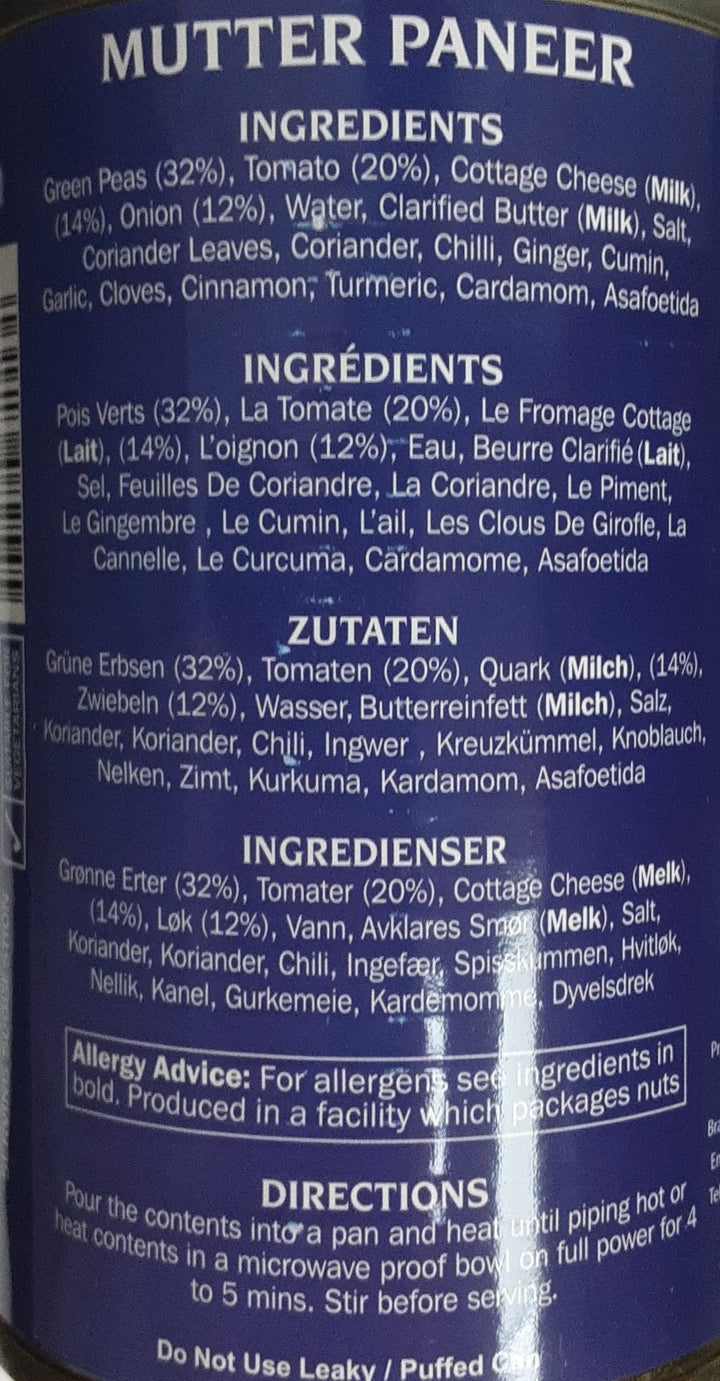 MUTTER PANEER
INGREDIENTS
Green Peas (32%), Tomato (20%), Cottage Cheese (Milk),
(14%), Onion (12%), Water, Clarified Butter (Milk), Salt,
Coriander Leaves, Coriander, Chilli, Ginger, Cumin,
Garlic, Cloves, Cinnamon, Turmeric, Cardamom, Asafoetida
INGRÉDIENTS
Pois Verts (32%), La Tomate (20%), Le Fromage Cottage
(Lait), (14%), L'oignon (12%), Eau, Beurre Clarifié (Lait),
Sel, Feuilles De Coriandre, La Coriandre, Le Piment,
Le Gingembre , Le Cumin, L'ail, Les Clous De Girofle, La
Cannelle, Le Curcuma, Cardamome, Asafoetida
ZUTATEN
Grüne Erbsen (32%), Tomaten (20%), Quark (Milch), (14%),
Zwiebeln (12%), Wasser, Butterreinfett (Milch), Salz,
Koriander, Koriander, Chili, Ingwer , Kreuzkümmel, Knoblauch,
Nelken, Zimt, Kurkuma, Kardamom, Asafoetida
INGREDIENSER
Grønne Erter (32%), Tomater (20%), Cottage Cheese (Melk),
(14%), Løk (12%), Vann, Avklares Smør (Melk), Salt,
Koriander, Koriander, Chili, Ingefær, Spisskummen, Hvitløk,
Nellik, Kanel, Gurkemeie, Kardemomme, Dyvelsdrek
Allergy Advice: For allergens see ingredients in
bold. Produced in a facility which packages nuts
DIRECTIONS
Pour the contents into a pan and heat until piping hot or
heat contents in a microwave proof bowl on full power for 4
to 5 mins. Stir before serving.
Do Not Use Leaky / Puffed Can
VEGETARIANS